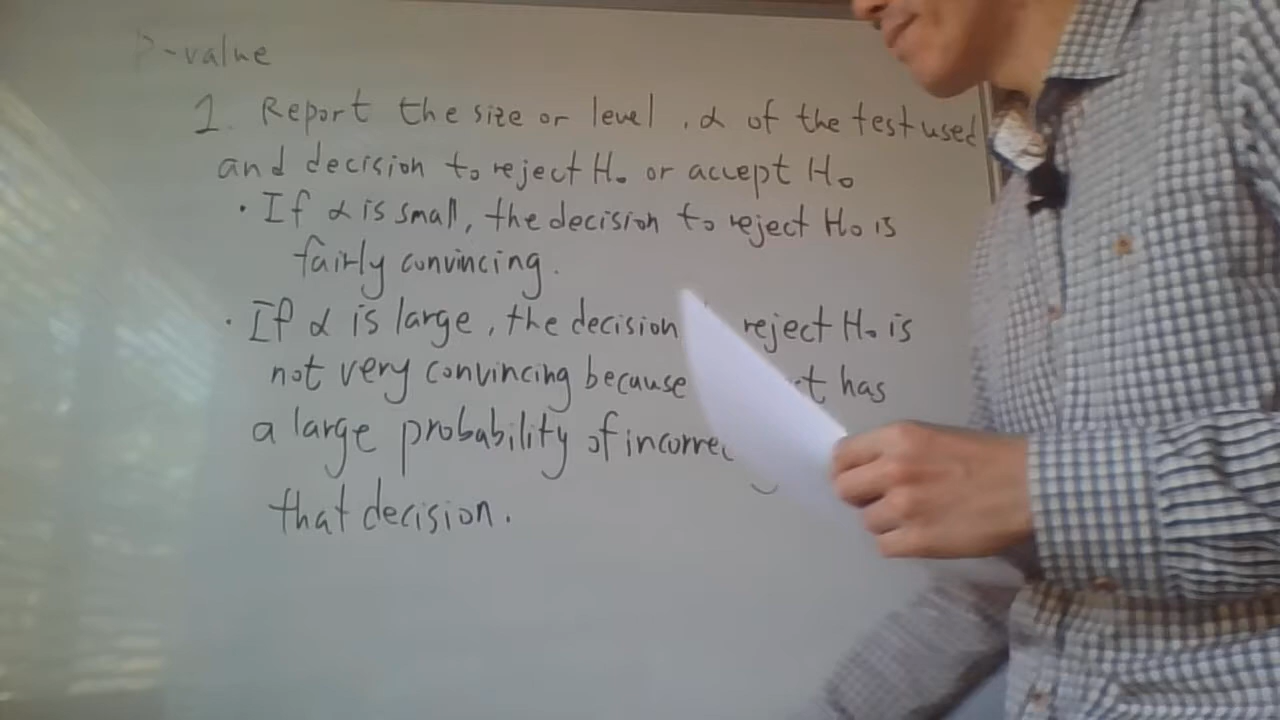 P-value
1. Report the size or level, α of the test used
and decision to reject H₀ or accept H₀
· If α is small, the decision to reject H₀ is
fairly convincing.
· If α is large, the decision reject H₀ is
not very convincing because has
a large probability of
that decision.